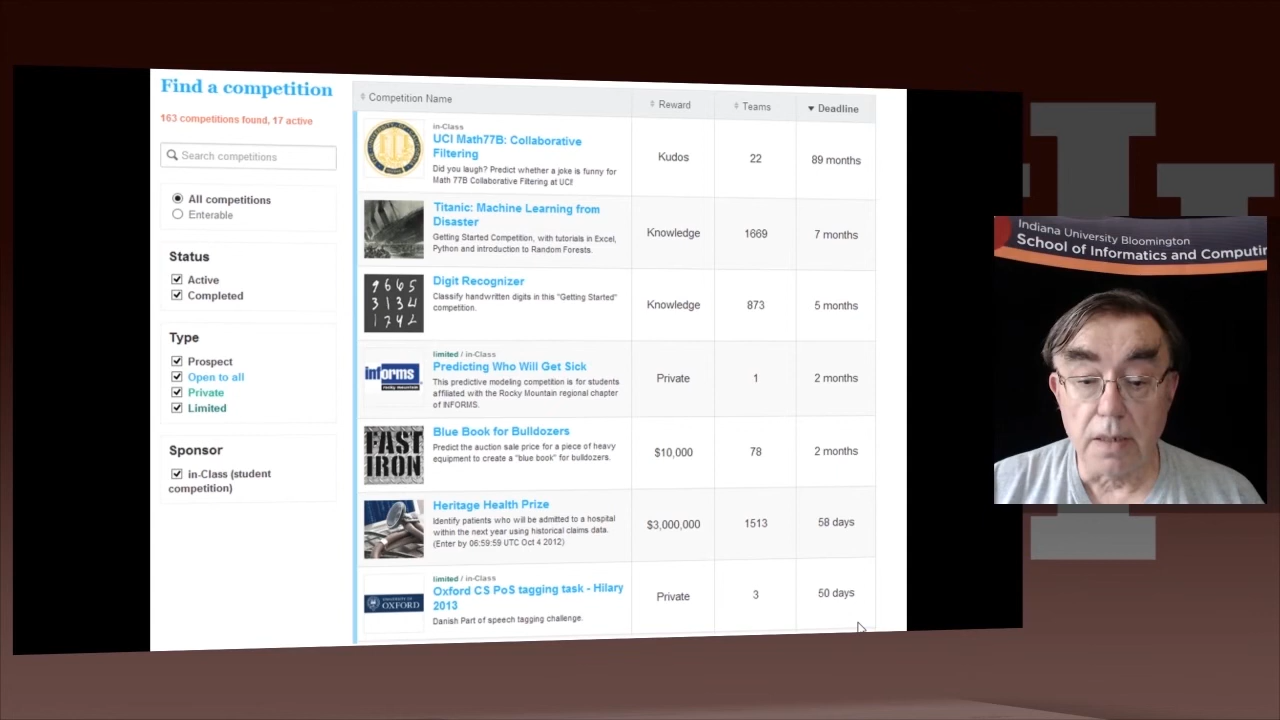 Find a competition
163 competitions found, 17 active
Search competitions
All competitions
Enterable
Status
Active
Completed
Type
Prospect
Open to all
Private
Limited
Sponsor
in-Class (student
competition)
Competition Name
Reward
Teams
Deadline
in-Class
UCI Math77B: Collaborative
Filtering
Did you laugh? Predict whether a joke is funny for
Math 77B Collaborative Filtering at UCI!
Kudos
22
89 months
Titanic: Machine Learning from
Disaster
Getting Started Competition, with tutorials in Excel,
Python and introduction to Random Forests.
Knowledge
1669
7 months
9665
3134
1742
Digit Recognizer
Classify handwritten digits in this "Getting Started"
competition.
Knowledge
873
5 months
informs
limited / in-Class
Predicting Who Will Get Sick
This predictive modeling competition is for students
affiliated with the Rocky Mountain regional chapter
of INFORMS.
Private
1
2 months
FAST
IRON
Blue Book for Bulldozers
Predict the auction sale price for a piece of heavy
equipment to create a "blue book" for bulldozers.
$10,000
78
2 months
Heritage Health Prize
Identify patients who will be admitted to a hospital
within the next year using historical claims data.
(Enter by 06:59:59 UTC Oct 4 2012)
$3,000,000
1513
58 days
OXFORD
limited / in-Class
Oxford CS PoS tagging task - Hilary
2013
Danish Part of speech tagging challenge.
Private
3
50 days
Indiana University Bloomington
School of Informatics and Computin